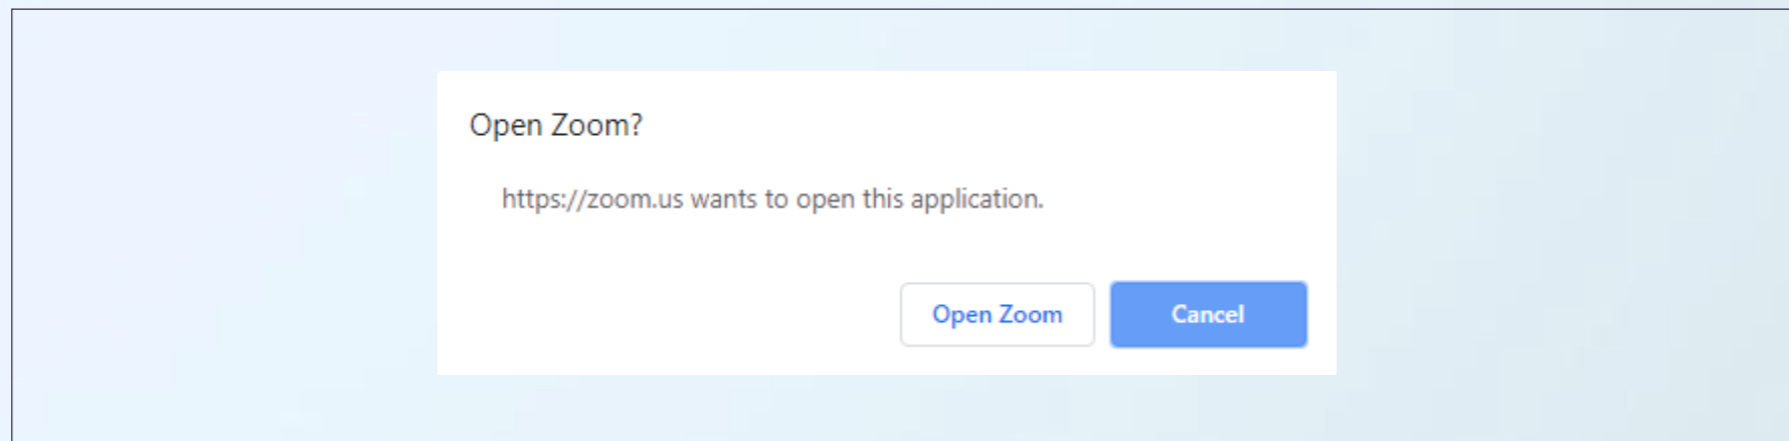 Open Zoom?
https://zoom.us wants to open this application.
Open Zoom Cancel